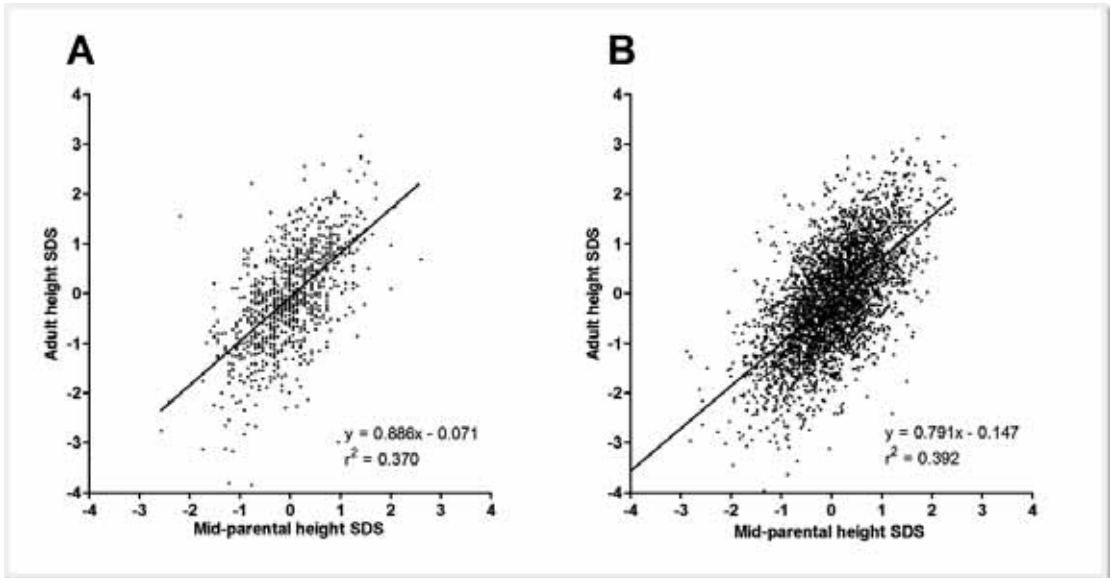 A
4
3
2
1
0
-1
-2
-3
-4
Adult height SDS
y = 0.886x - 0.071
r² = 0.370
-4 -3 -2 -1 0 1 2 3 4
Mid-parental height SDS
B
4
3
2
1
0
-1
-2
-3
-4
Adult height SDS
y = 0.791x - 0.147
r² = 0.392
-4 -3 -2 -1 0 1 2 3 4
Mid-parental height SDS